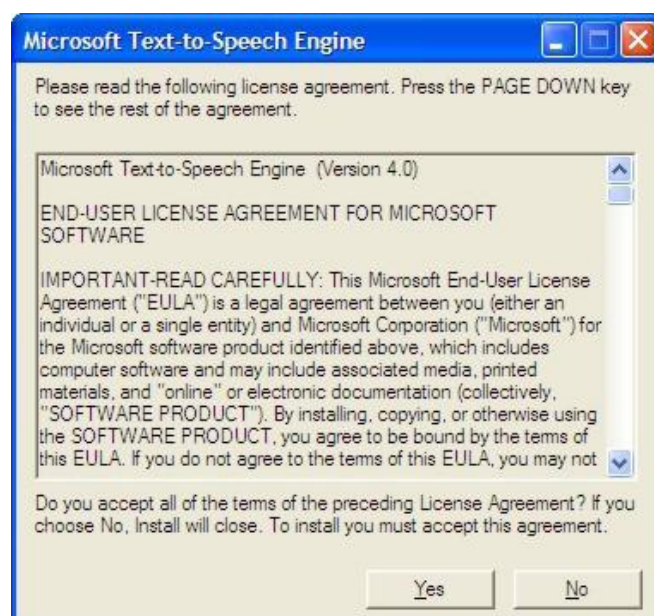 Microsoft Text-to-Speech Engine
Please read the following license agreement. Press the PAGE DOWN key
to see the rest of the agreement.
Microsoft Text-to-Speech Engine (Version 4.0)
END-USER LICENSE AGREEMENT FOR MICROSOFT
SOFTWARE
IMPORTANT-READ CAREFULLY: This Microsoft End-User License
Agreement ("EULA") is a legal agreement between you (either an
individual or a single entity) and Microsoft Corporation ("Microsoft") for
the Microsoft software product identified above, which includes
computer software and may include associated media, printed
materials, and "online" or electronic documentation (collectively,
"SOFTWARE PRODUCT"). By installing, copying, or otherwise using
the SOFTWARE PRODUCT, you agree to be bound by the terms of
this EULA. If you do not agree to the terms of this EULA, you may not
Do you accept all of the terms of the preceding License Agreement? If you
choose No, Install will close. To install you must accept this agreement.
Yes No